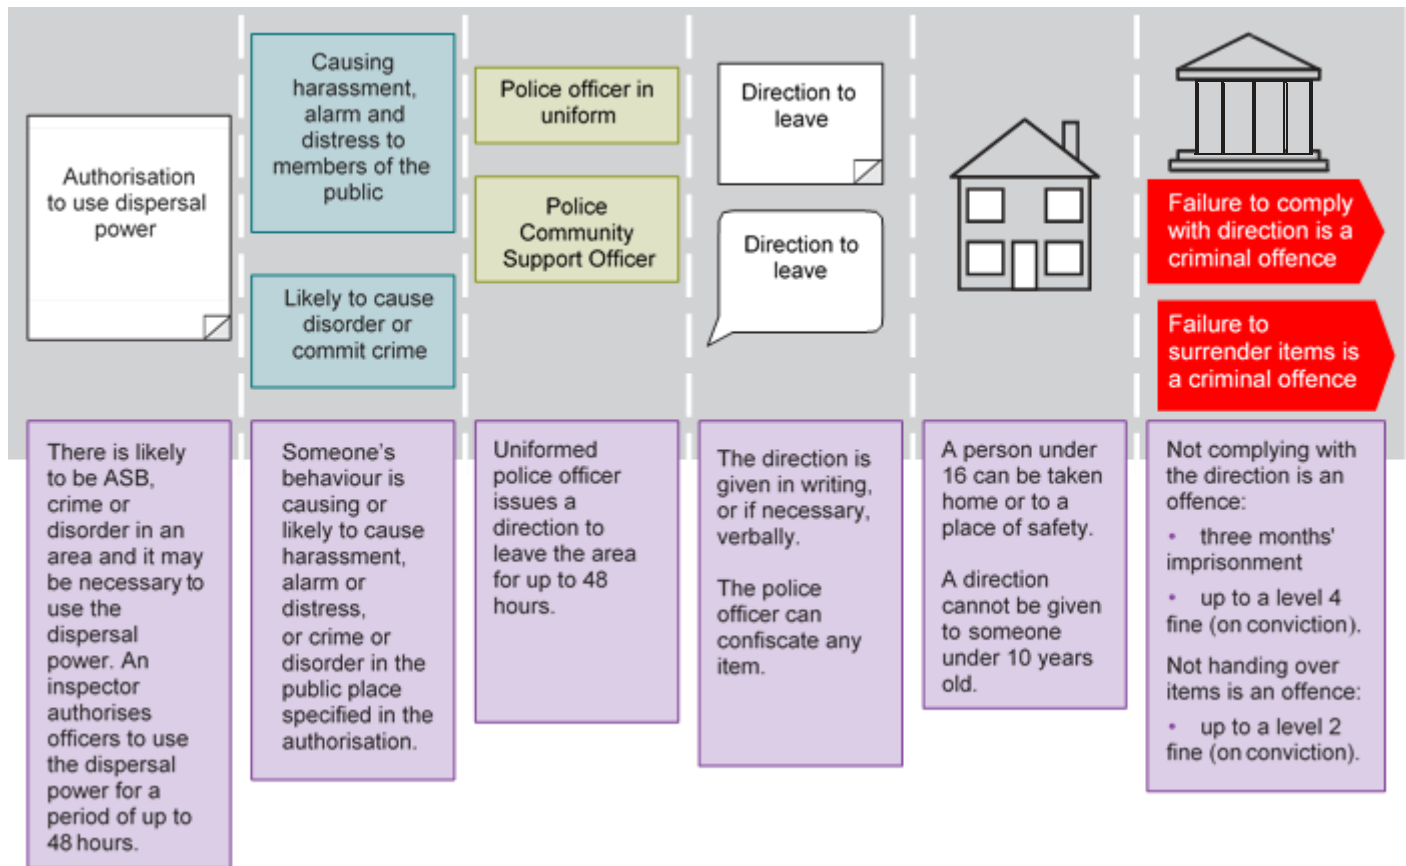 Authorisation
to use dispersal
power
Causing
harassment,
alarm and
distress to
members of the
public
Likely to cause
disorder or
commit crime
Police officer in
uniform
Police
Community
Support Officer
Direction to
leave
Direction to
leave
Failure to comply
with direction is a
criminal offence
Failure to
surrender items is
a criminal offence
There is likely
to be ASB,
crime or
disorder in an
area and it may
be necessary to
use the
dispersal
power. An
inspector
authorises
officers to use
the dispersal
power for a
period of up to
48 hours.
Someone's
behaviour is
causing or
likely to cause
harassment,
alarm or
distress,
or crime or
disorder in the
public place
specified in the
authorisation.
Uniformed
police officer
issues a
direction to
leave the area
for up to 48
hours.
The direction is
given in writing,
or if necessary,
verbally.
The police
officer can
confiscate any
item.
A person under
16 can be taken
home or to a
place of safety.
A direction
cannot be given
to someone
under 10 years
old.
Not complying with
the direction is an
offence:
• three months'
imprisonment
• up to a level 4
fine (on conviction).
Not handing over
items is an offence:
• up to a level 2
fine (on conviction).